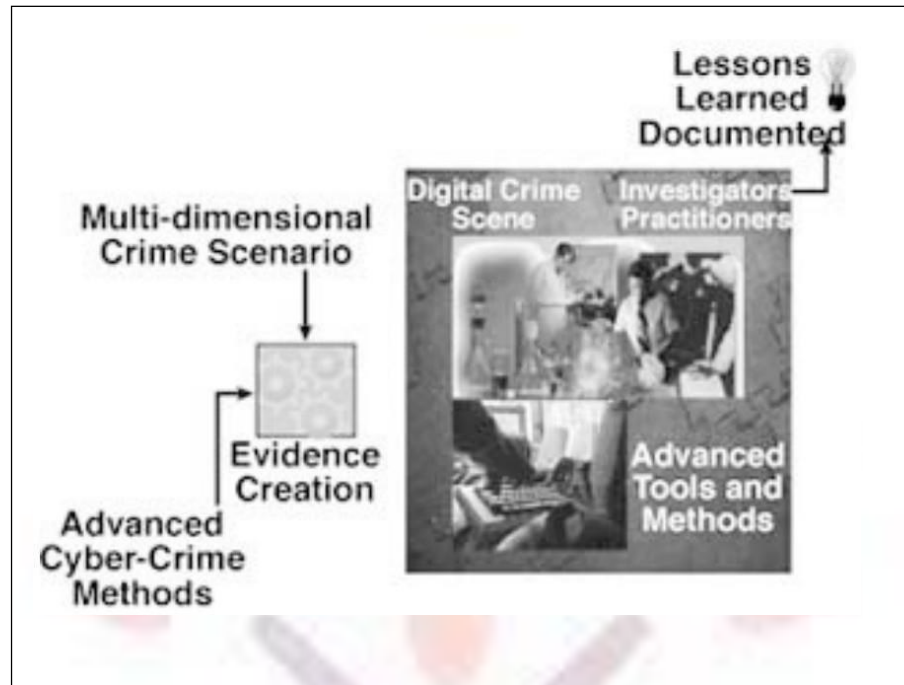 Lessons
Learned
Documented
Digital Crime
Scene
Investigators
Practitioners
Multi-dimensional
Crime Scenario
Evidence
Creation
Advanced
Tools and
Methods
Advanced
Cyber-Crime
Methods